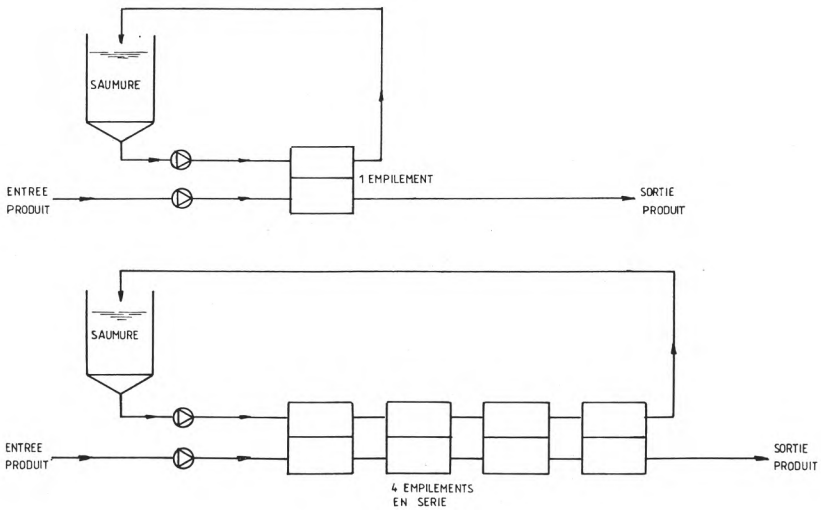 SAUMURE
1 EMPILEMENT
ENTREE
PRODUIT
SORTIE
PRODUIT
SAUMURE
ENTREE
PRODUIT
SORTIE
PRODUIT
4 EMPILEMENTS
EN SERIE